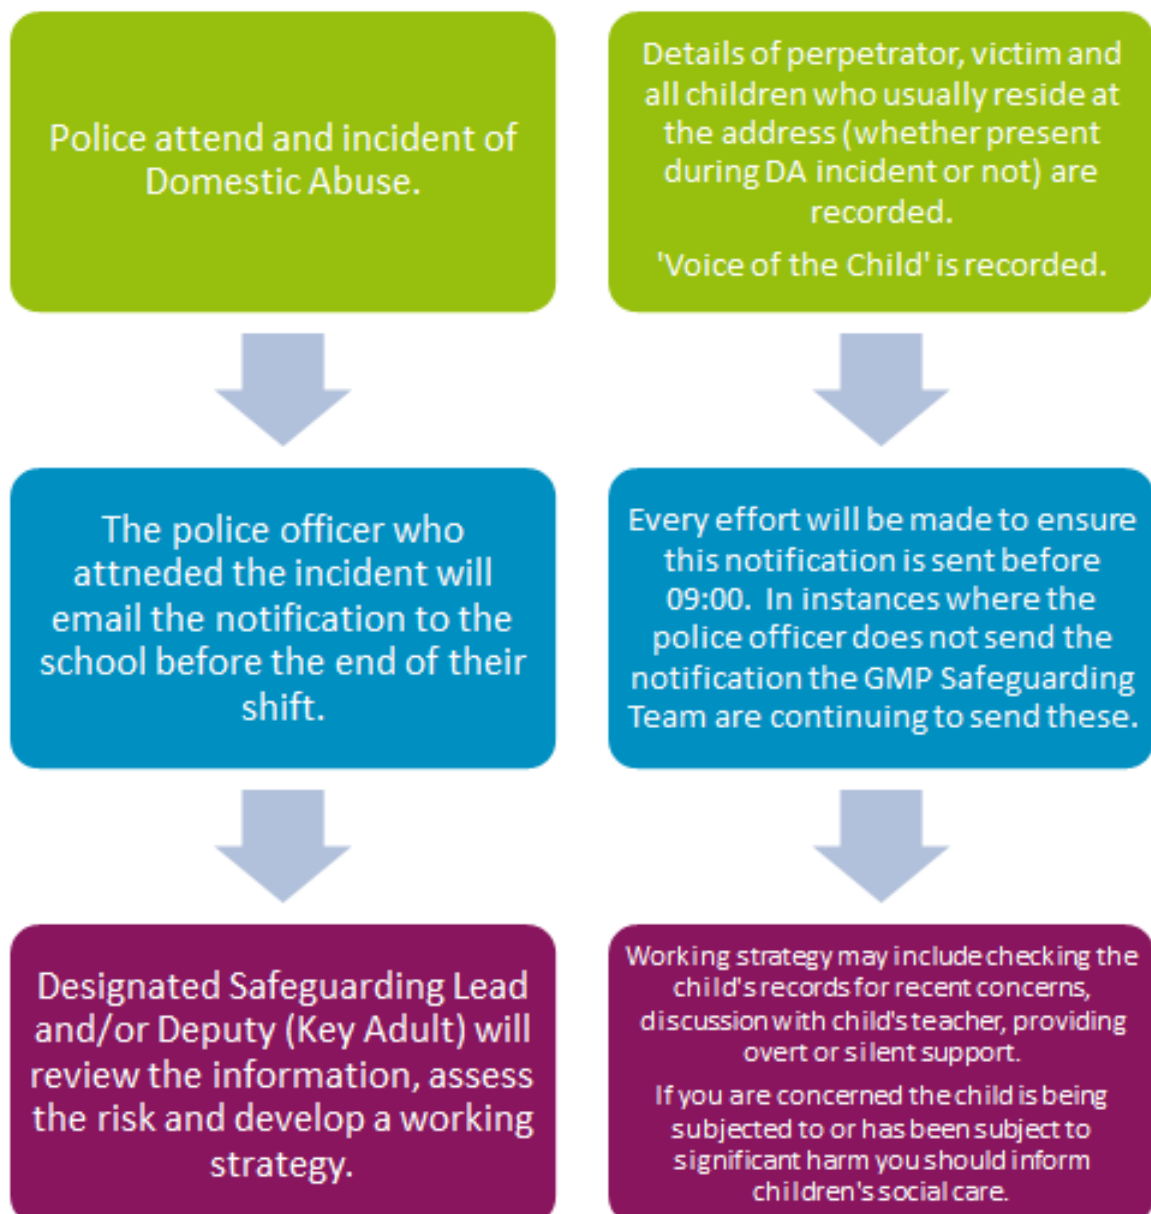 Police attend and incident of
Domestic Abuse.
Details of perpetrator, victim and
all children who usually reside at
the address (whether present
during DA incident or not) are
recorded.
'Voice of the Child' is recorded.
The police officer who
attneded the incident will
email the notification to the
school before the end of their
shift.
Every effort will be made to ensure
this notification is sent before
09:00. In instances where the
police officer does not send the
notification the GMP Safeguarding
Team are continuing to send these.
Designated Safeguarding Lead
and/or Deputy (Key Adult) will
review the information, assess
the risk and develop a working
strategy.
Working strategy may include checking the
child's records for recent concerns,
discussion with child's teacher, providing
overt or silent support.
If you are concerned the child is being
subjected to or has been subject to
significant harm you should inform
children's social care.